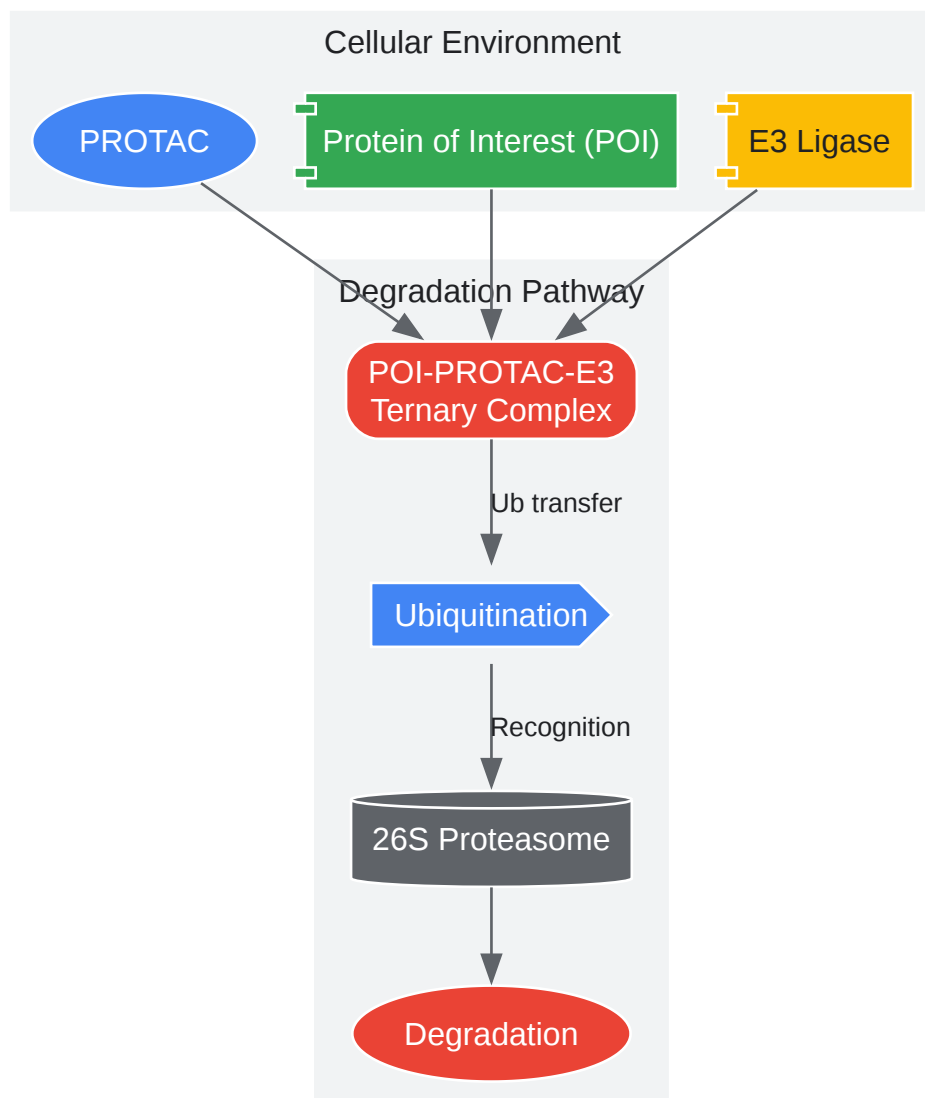 Cellular Environment
PROTAC
Protein of Interest (POI)
E3 Ligase
Degradation Pathway
POI-PROTAC-E3
Ternary Complex
Ub transfer
Ubiquitination
Recognition
26S Proteasome
Degradation